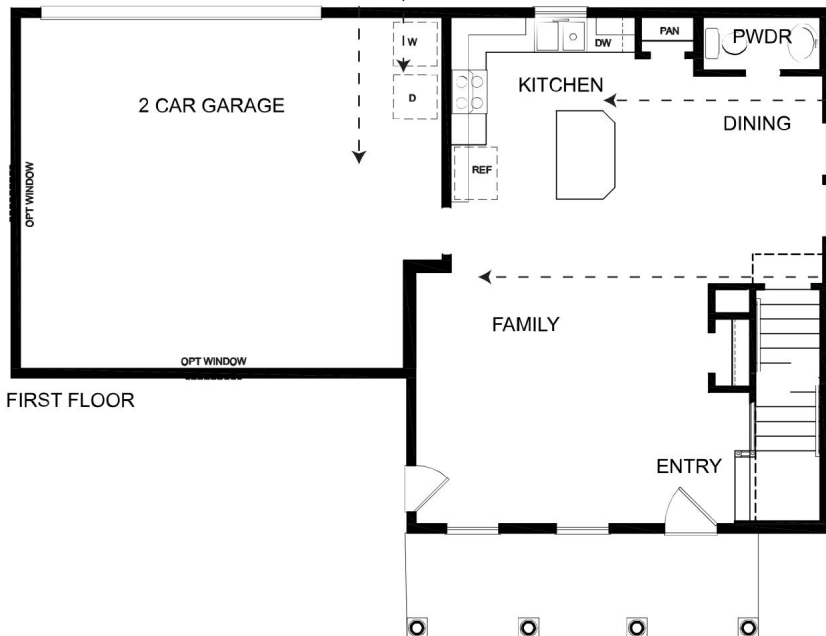 W
DW
PAN
PWDR
KITCHEN
D
2 CAR GARAGE
DINING
REF
OPT WINDOW
FAMILY
OPT WINDOW
FIRST FLOOR
ENTRY